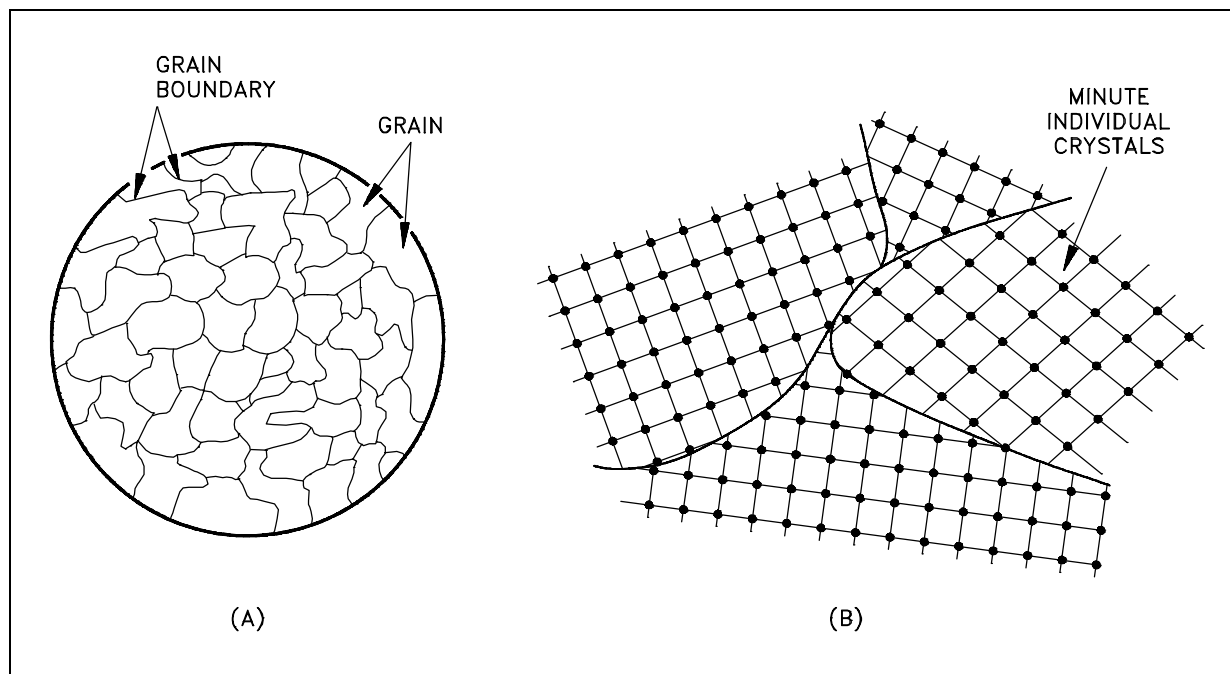 GRAIN
BOUNDARY
GRAIN
MINUTE
INDIVIDUAL
CRYSTALS
(A)
(B)